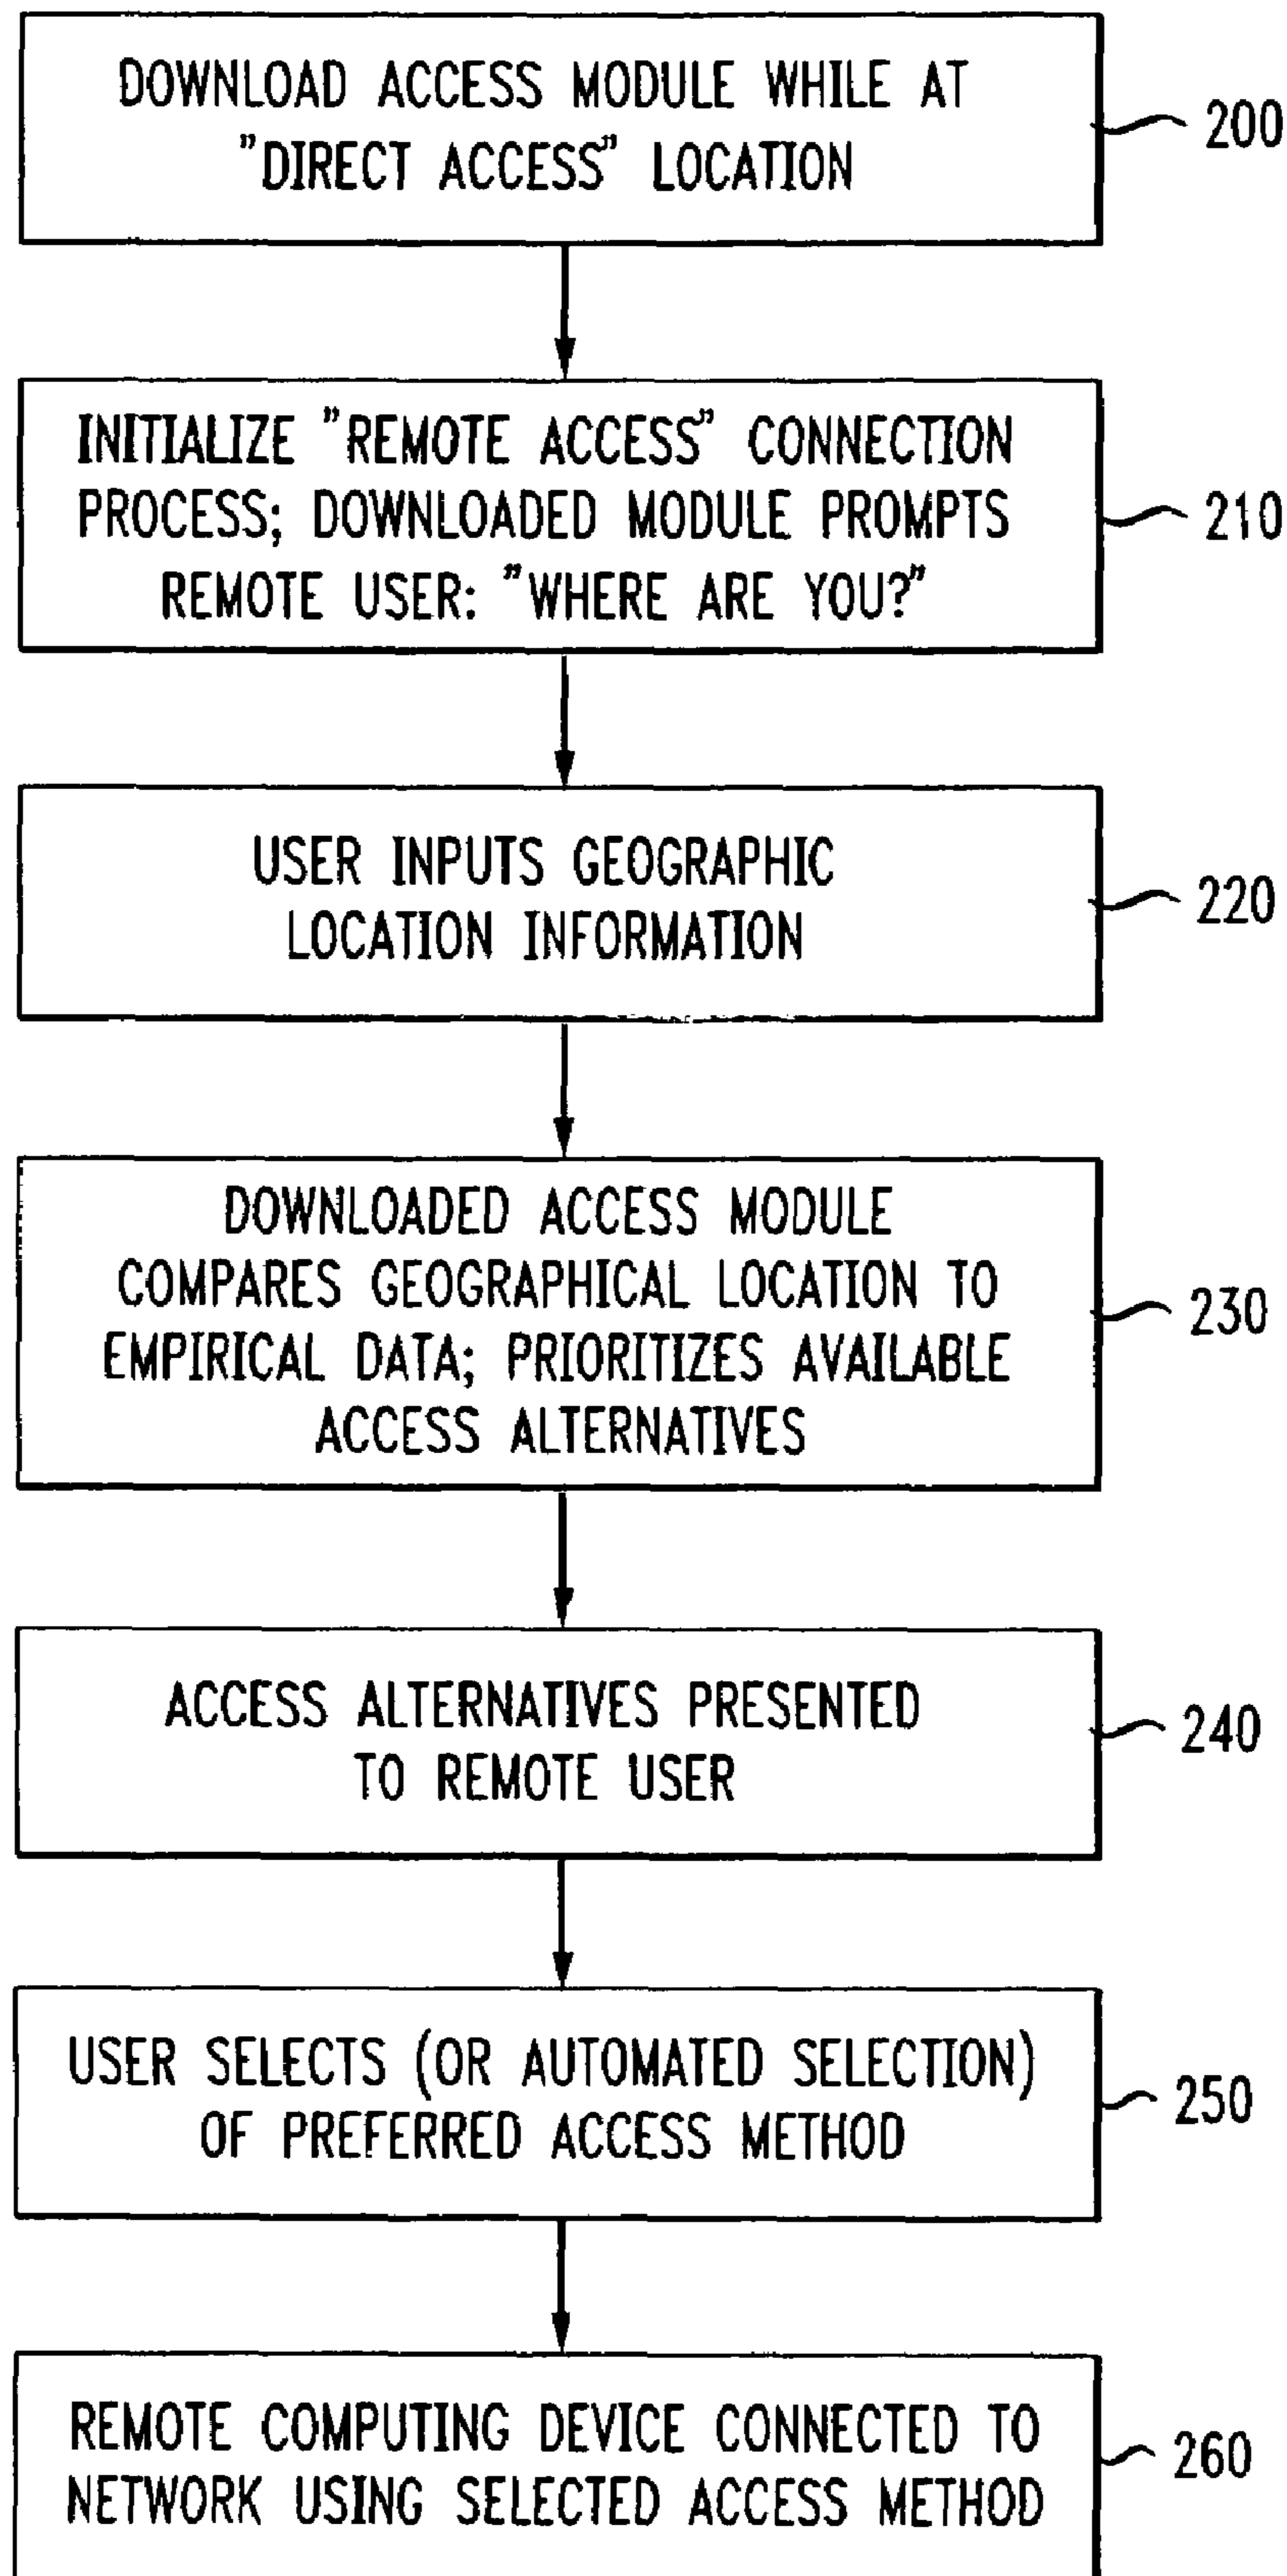 DOWNLOAD ACCESS MODULE WHILE AT
"DIRECT ACCESS" LOCATION
200
INITIALIZE "REMOTE ACCESS" CONNECTION
PROCESS; DOWNLOADED MODULE PROMPTS
REMOTE USER: "WHERE ARE YOU?"
210
USER INPUTS GEOGRAPHIC
LOCATION INFORMATION
220
DOWNLOADED ACCESS MODULE
COMPARES GEOGRAPHICAL LOCATION TO
EMPIRICAL DATA; PRIORITIZES AVAILABLE
ACCESS ALTERNATIVES
230
ACCESS ALTERNATIVES PRESENTED
TO REMOTE USER
240
USER SELECTS (OR AUTOMATED SELECTION)
OF PREFERRED ACCESS METHOD
250
REMOTE COMPUTING DEVICE CONNECTED TO
NETWORK USING SELECTED ACCESS METHOD
260